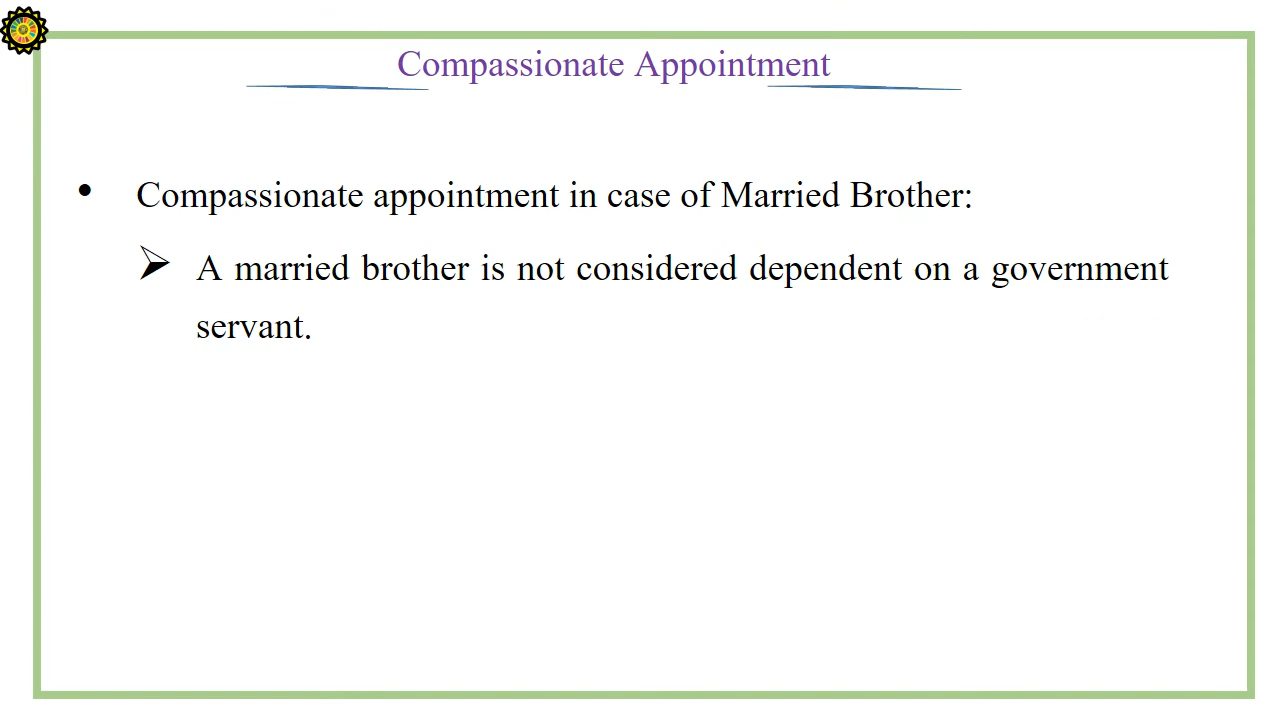 Compassionate Appointment
• Compassionate appointment in case of Married Brother:
➢ A married brother is not considered dependent on a government
servant.